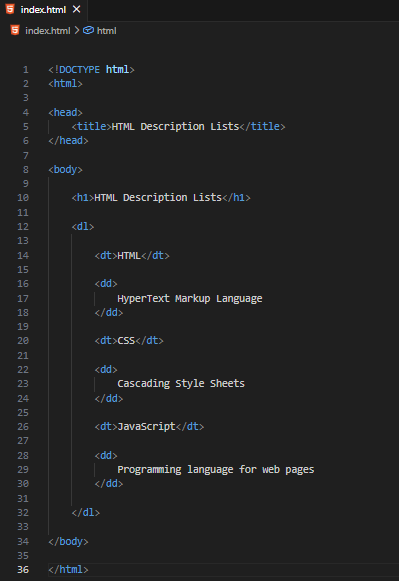 index.html
index.html > html
1 <!DOCTYPE html>
2 <html>
3
4 <head>
5     <title>HTML Description Lists</title>
6 </head>
7
8 <body>
9
10     <h1>HTML Description Lists</h1>
11
12     <dl>
13
14         <dt>HTML</dt>
15
16         <dd>
17             HyperText Markup Language
18         </dd>
19
20         <dt>CSS</dt>
21
22         <dd>
23             Cascading Style Sheets
24         </dd>
25
26         <dt>JavaScript</dt>
27
28         <dd>
29             Programming language for web pages
30         </dd>
31
32     </dl>
33
34 </body>
35
36 </html>